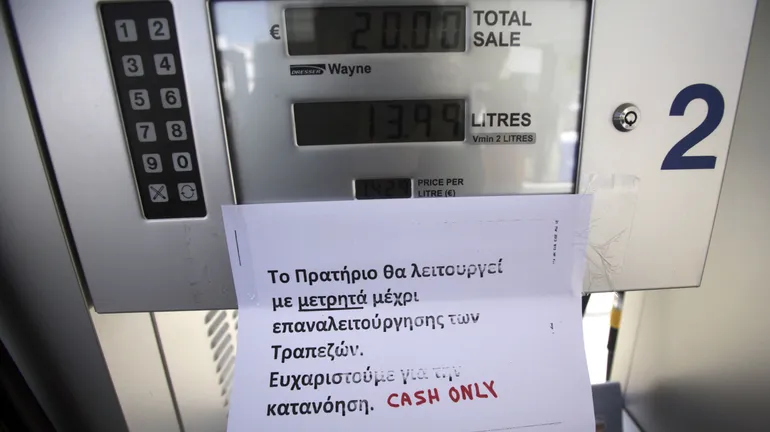 1 2
3 4
5 6
7 8
9 0
€ 20.00 TOTAL SALE
DRESSER Wayne
13.99 LITRES
Vmin 2 LITRES
PRICE PER LITRE (€)
2
Το Πρατήριο θα λειτουργεί
με μετρητά μέχρι
επαναλειτούργησης των
Τραπεζών.
Ευχαριστούμε για την
κατανόηση. CASH ONLY